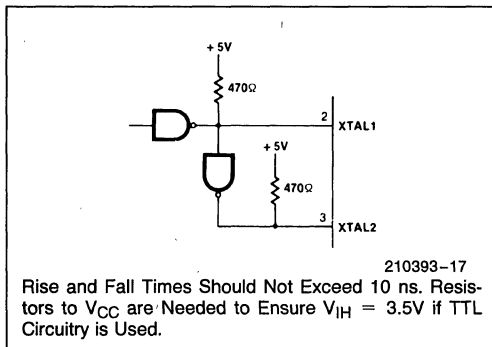 + 5V
470Ω
2
XTAL1
+ 5V
470Ω
3
XTAL2
210393–17
Rise and Fall Times Should Not Exceed 10 ns. Resis-
tors to VCC are Needed to Ensure VIH = 3.5V if TTL
Circuitry is Used.